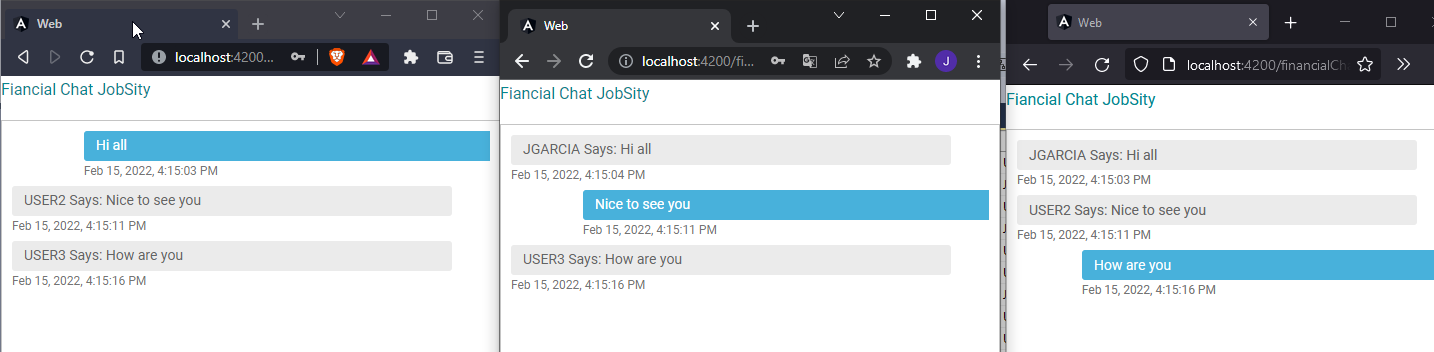 Web
localhost:4200...
Fiancial Chat JobSity
Hi all
Feb 15, 2022, 4:15:03 PM
USER2 Says: Nice to see you
Feb 15, 2022, 4:15:11 PM
USER3 Says: How are you
Feb 15, 2022, 4:15:16 PM
Web
localhost:4200/fi...
J
Fiancial Chat JobSity
JGARCIA Says: Hi all
Feb 15, 2022, 4:15:04 PM
Nice to see you
Feb 15, 2022, 4:15:11 PM
USER3 Says: How are you
Feb 15, 2022, 4:15:16 PM
Web
localhost:4200/financialCh
Fiancial Chat JobSity
JGARCIA Says: Hi all
Feb 15, 2022, 4:15:03 PM
USER2 Says: Nice to see you
Feb 15, 2022, 4:15:11 PM
How are you
Feb 15, 2022, 4:15:16 PM